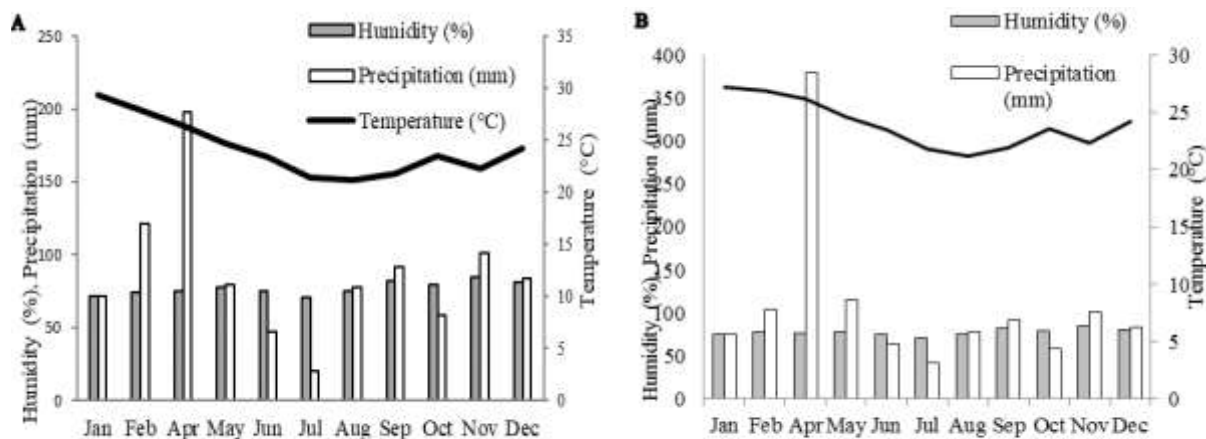 A
Humidity (%), Precipitation (mm)
250
200
150
100
50
0
Humidity (%)
Precipitation (mm)
Temperature (°C)
35
30
25
20
15
10
5
0
Temperature (°C)
Jan Feb Apr May Jun Jul Aug Sep Oct Nov Dec
B
Humidity (%), Precipitation (mm)
400
350
300
250
200
150
100
50
0
Humidity (%)
Precipitation
(mm)
30
25
20
15
10
5
0
Temperature (°C)
Jan Feb Apr May Jun Jul Aug Sep Oct Nov Dec